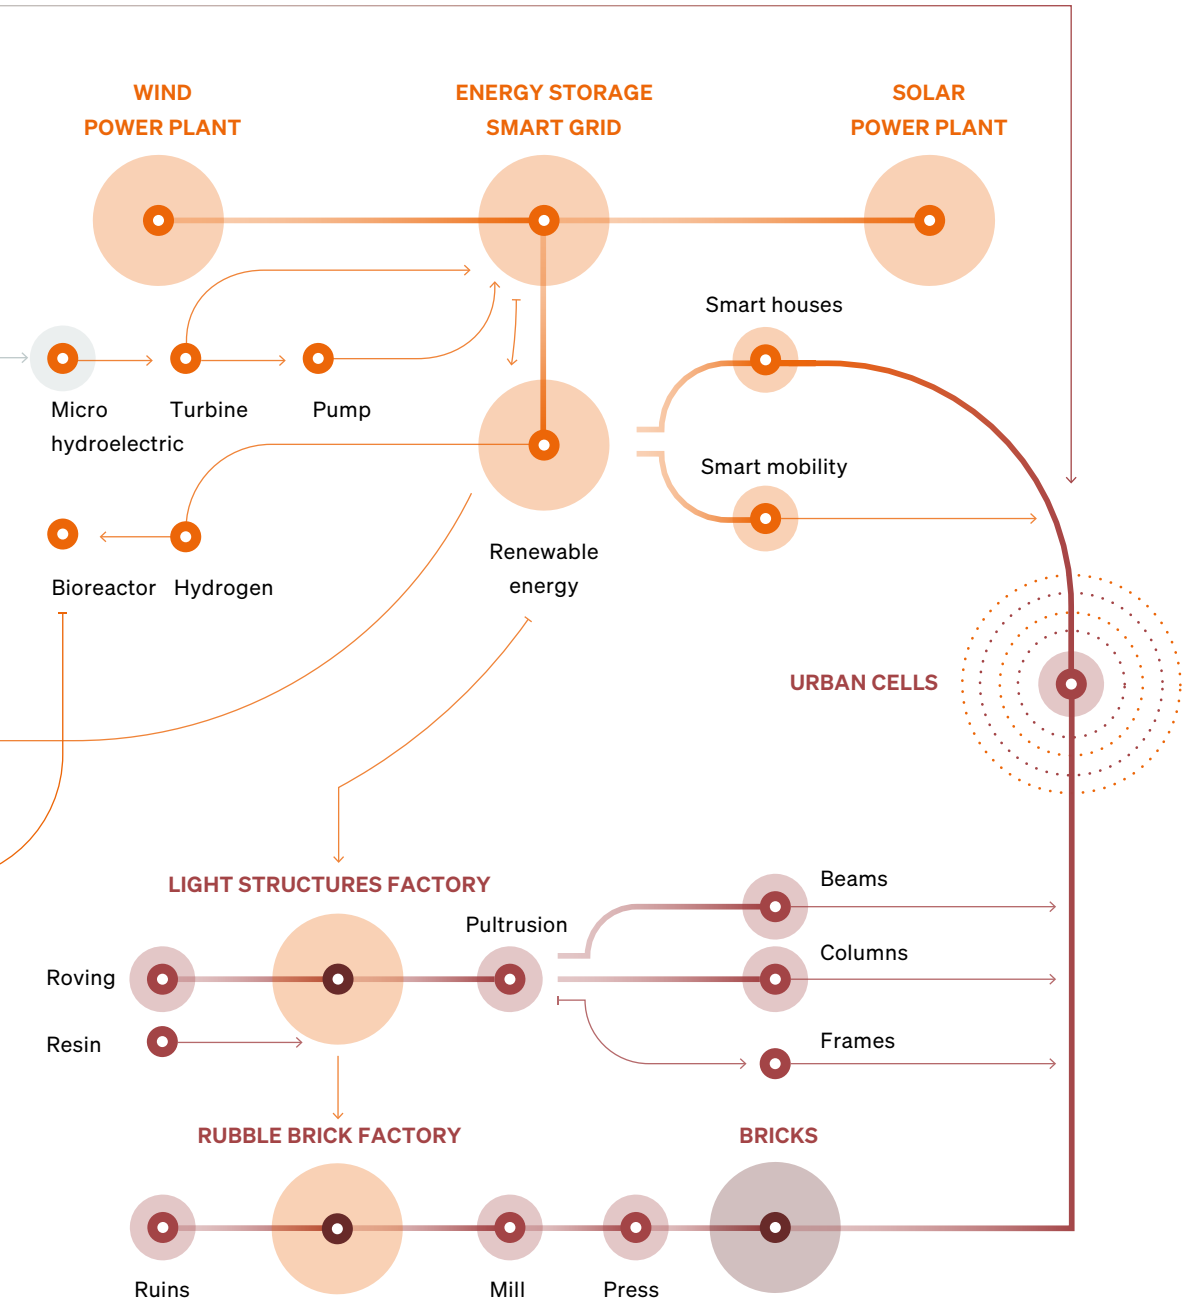 WIND
POWER PLANT
ENERGY STORAGE
SMART GRID
SOLAR
POWER PLANT
Smart houses
Micro
hydroelectric
Turbine
Pump
Smart mobility
Renewable
energy
Bioreactor
Hydrogen
URBAN CELLS
LIGHT STRUCTURES FACTORY
Beams
Pultrusion
Columns
Roving
Resin
Frames
RUBBLE BRICK FACTORY
BRICKS
Ruins
Mill
Press